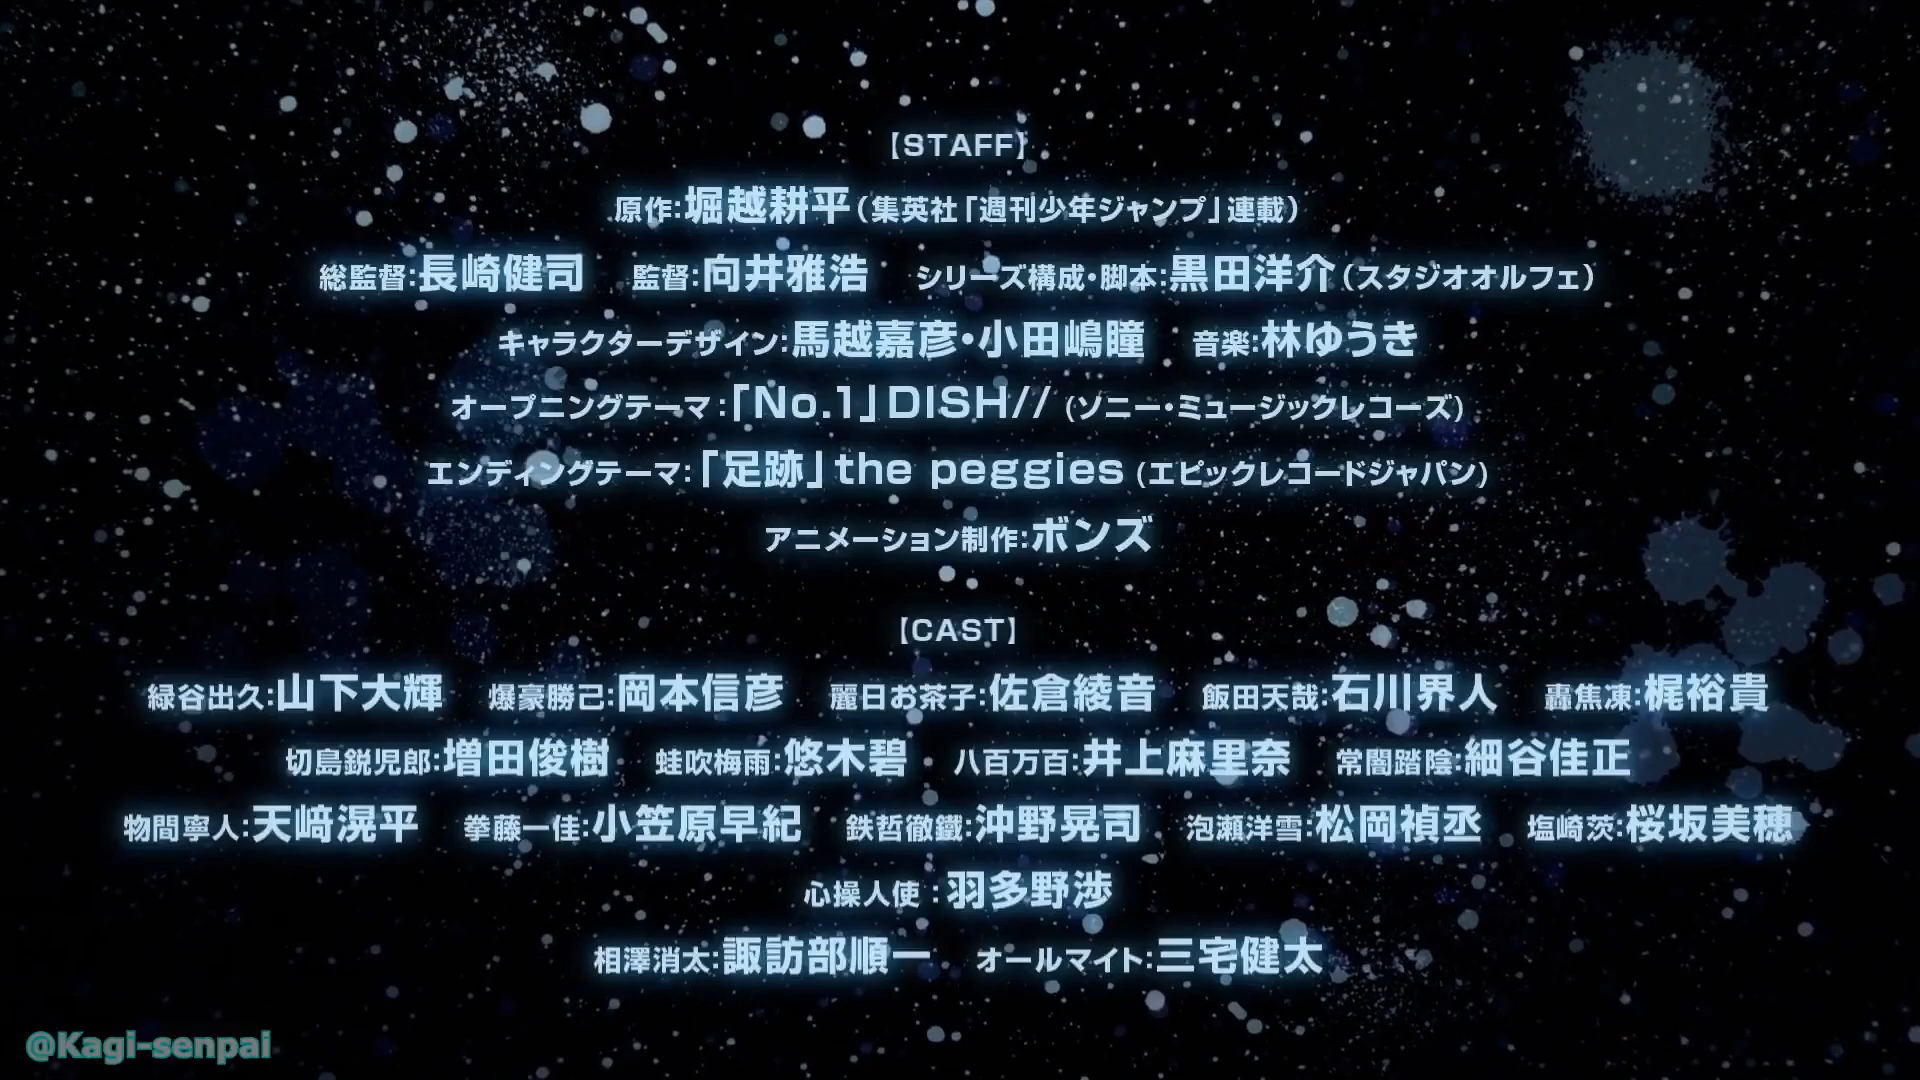 【STAFF】
原作:堀越耕平(集英社「週刊少年ジャンプ」連載)
総監督:長崎健司 監督:向井雅浩 シリーズ構成・脚本:黒田洋介(スタジオオルフェ)
キャラクターデザイン:馬越嘉彦・小田嶋瞳 音楽:林ゆうき
オープニングテーマ:「No.1」DISH// (ソニー・ミュージックレコーズ)
エンディングテーマ:「足跡」the peggies (エピックレコードジャパン)
アニメーション制作:ボンズ
【CAST】
緑谷出久:山下大輝 爆豪勝己:岡本信彦 麗日お茶子:佐倉綾音 飯田天哉:石川界人 轟焦凍:梶裕貴
切島鋭児郎:増田俊樹 蛙吹梅雨:悠木碧 八百万百:井上麻里奈 常闇踏陰:細谷佳正
物間寧人:天﨑滉平 拳藤一佳:小笠原早紀 鉄哲徹鐵:沖野晃司 泡瀬洋雪:松岡禎丞 塩崎茨:桜坂美穂
心操人使:羽多野渉
相澤消太:諏訪部順一 オールマイト:三宅健太
@Kagi-senpai